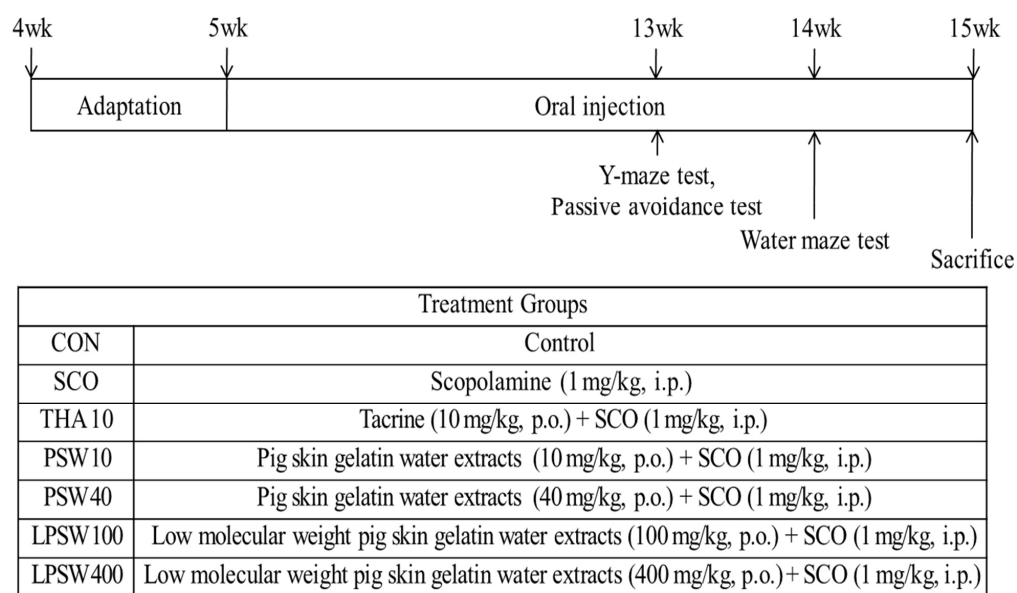 4wk 5wk 13wk 14wk 15wk
Adaptation Oral injection
Y-maze test,
Passive avoidance test
Water maze test
Sacrifice
Treatment Groups
CON Control
SCO Scopolamine (1 mg/kg, i.p.)
THA10 Tacrine (10 mg/kg, p.o.) + SCO (1 mg/kg, i.p.)
PSW10 Pig skin gelatin water extracts (10 mg/kg, p.o.) + SCO (1 mg/kg, i.p.)
PSW40 Pig skin gelatin water extracts (40 mg/kg, p.o.) + SCO (1 mg/kg, i.p.)
LPSW100 Low molecular weight pig skin gelatin water extracts (100 mg/kg, p.o.) + SCO (1 mg/kg, i.p.)
LPSW400 Low molecular weight pig skin gelatin water extracts (400 mg/kg, p.o.) + SCO (1 mg/kg, i.p.)